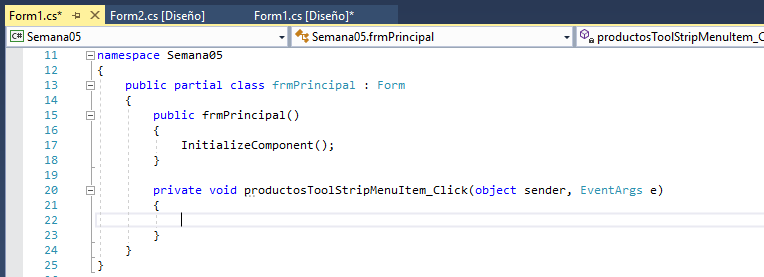 Form1.cs* Form2.cs [Diseño] Form1.cs [Diseño]*
C# Semana05 Semana05.frmPrincipal productosToolStripMenuItem_C
11 namespace Semana05
12 {
13 public partial class frmPrincipal : Form
14 {
15 public frmPrincipal()
16 {
17 InitializeComponent();
18 }
19
20 private void productosToolStripMenuItem_Click(object sender, EventArgs e)
21 {
22
23 }
24 }
25 }